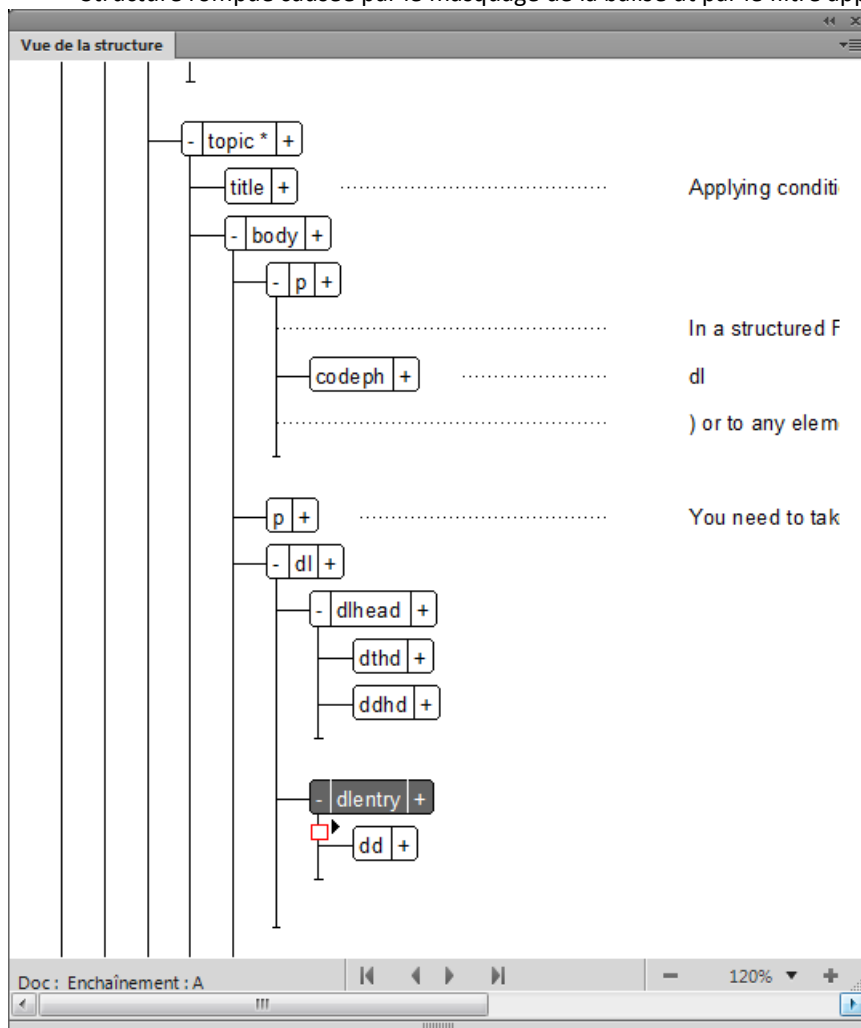 Vue de la structure
- topic * +
title + Applying conditi
- body +
- p +
In a structured F
codeph + dl
) or to any elem
p + You need to tak
- dl +
- dlhead +
dthd +
ddhd +
- dlentry +
dd +
Doc : Enchaînement : A 120%